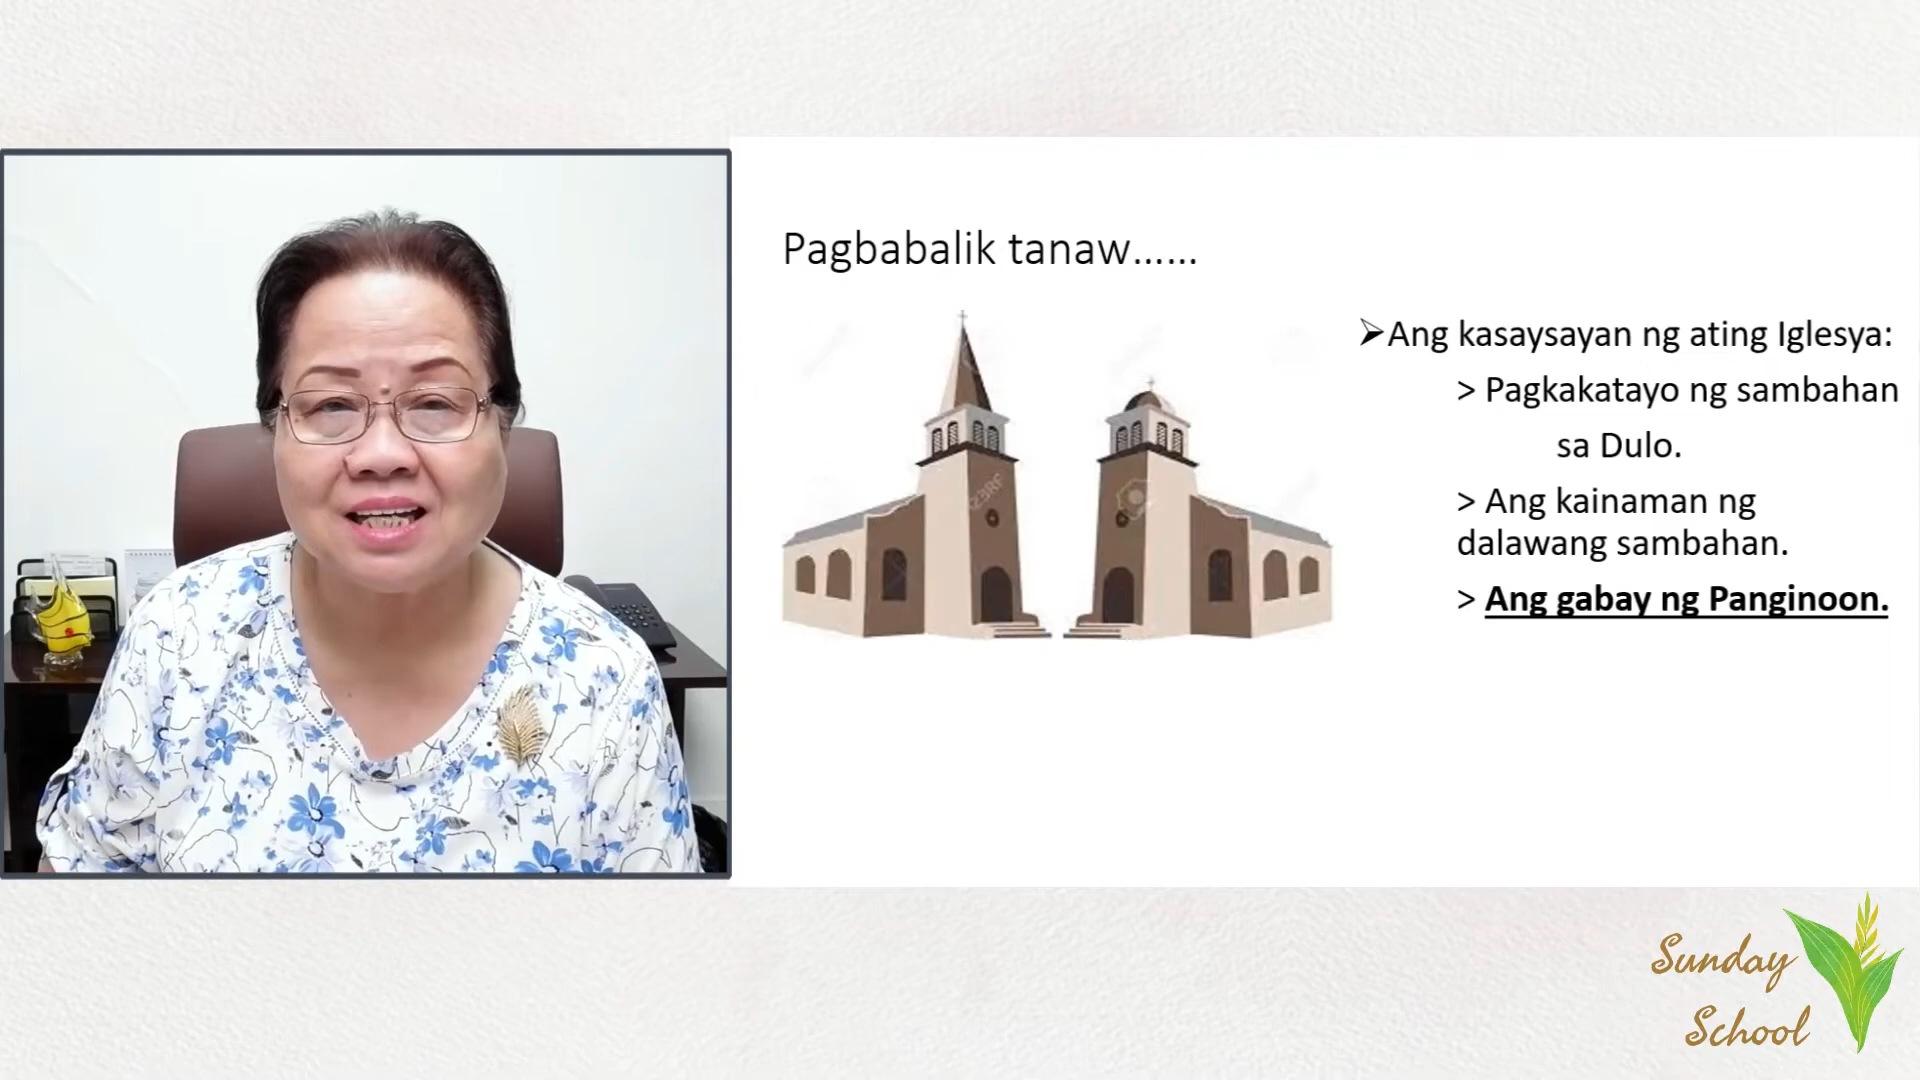 Pagbabalik tanaw......
➢Ang kasaysayan ng ating Iglesya:
> Pagkakatayo ng sambahan
sa Dulo.
> Ang kainaman ng
dalawang sambahan.
> Ang gabay ng Panginoon.
Sunday
School